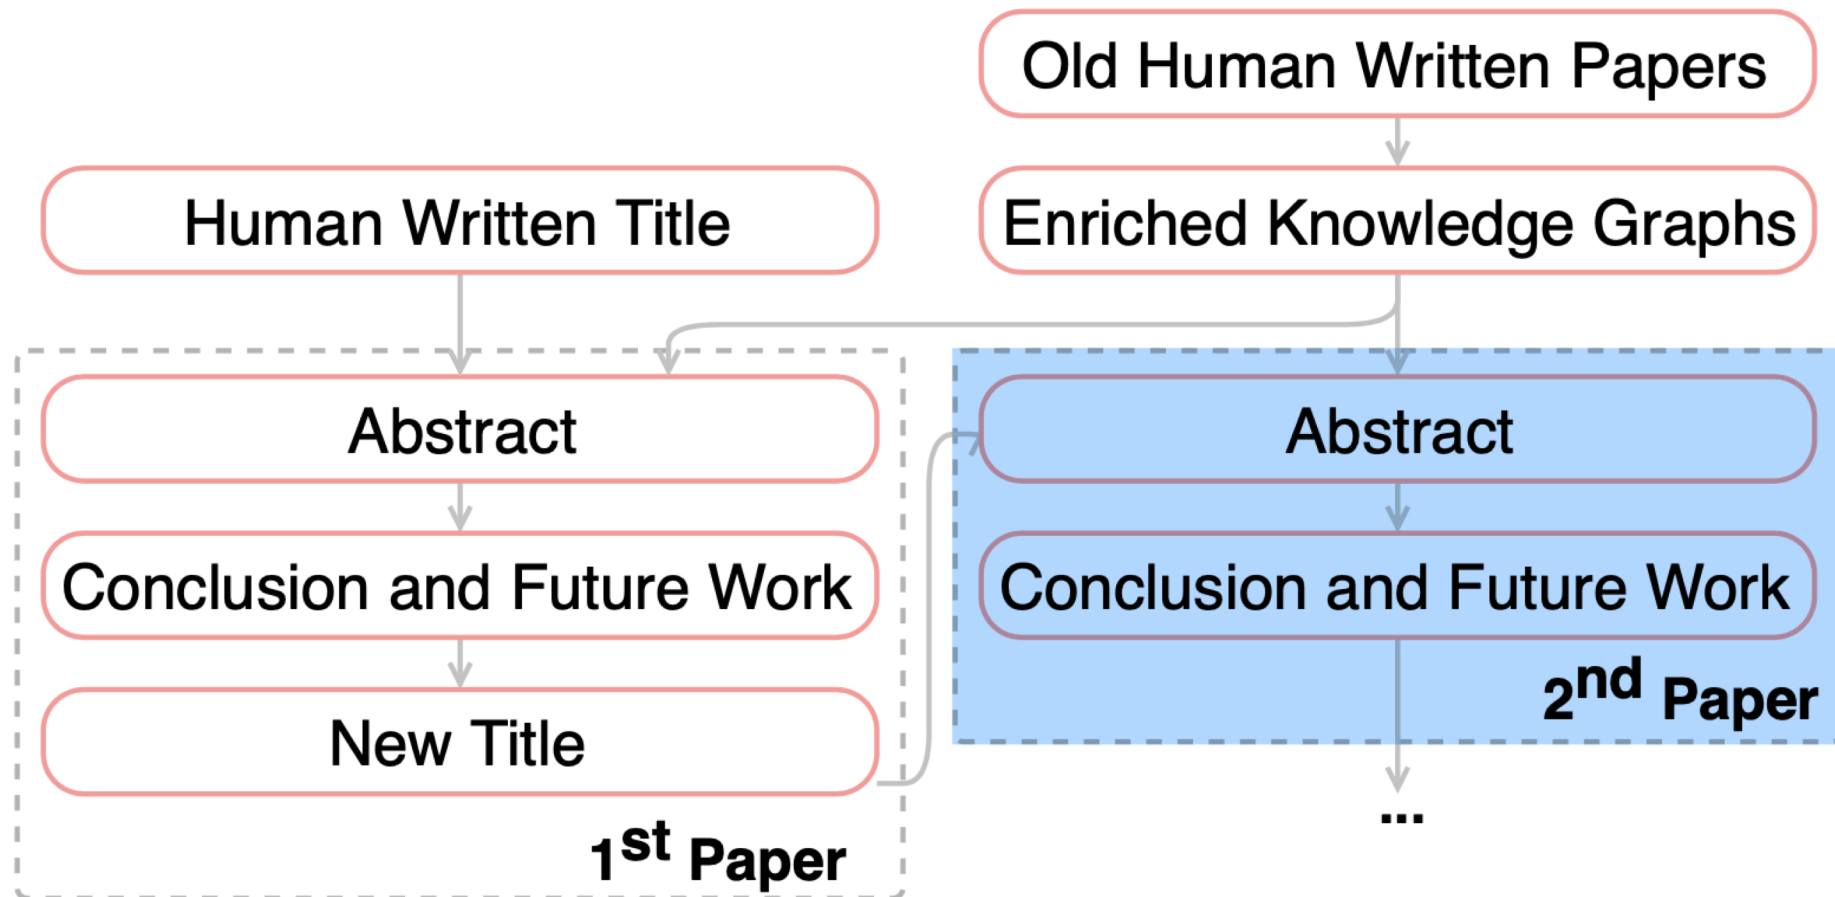 Old Human Written Papers
Human Written Title
Enriched Knowledge Graphs
Abstract
Conclusion and Future Work
New Title
1st Paper
Abstract
Conclusion and Future Work
2nd Paper
...